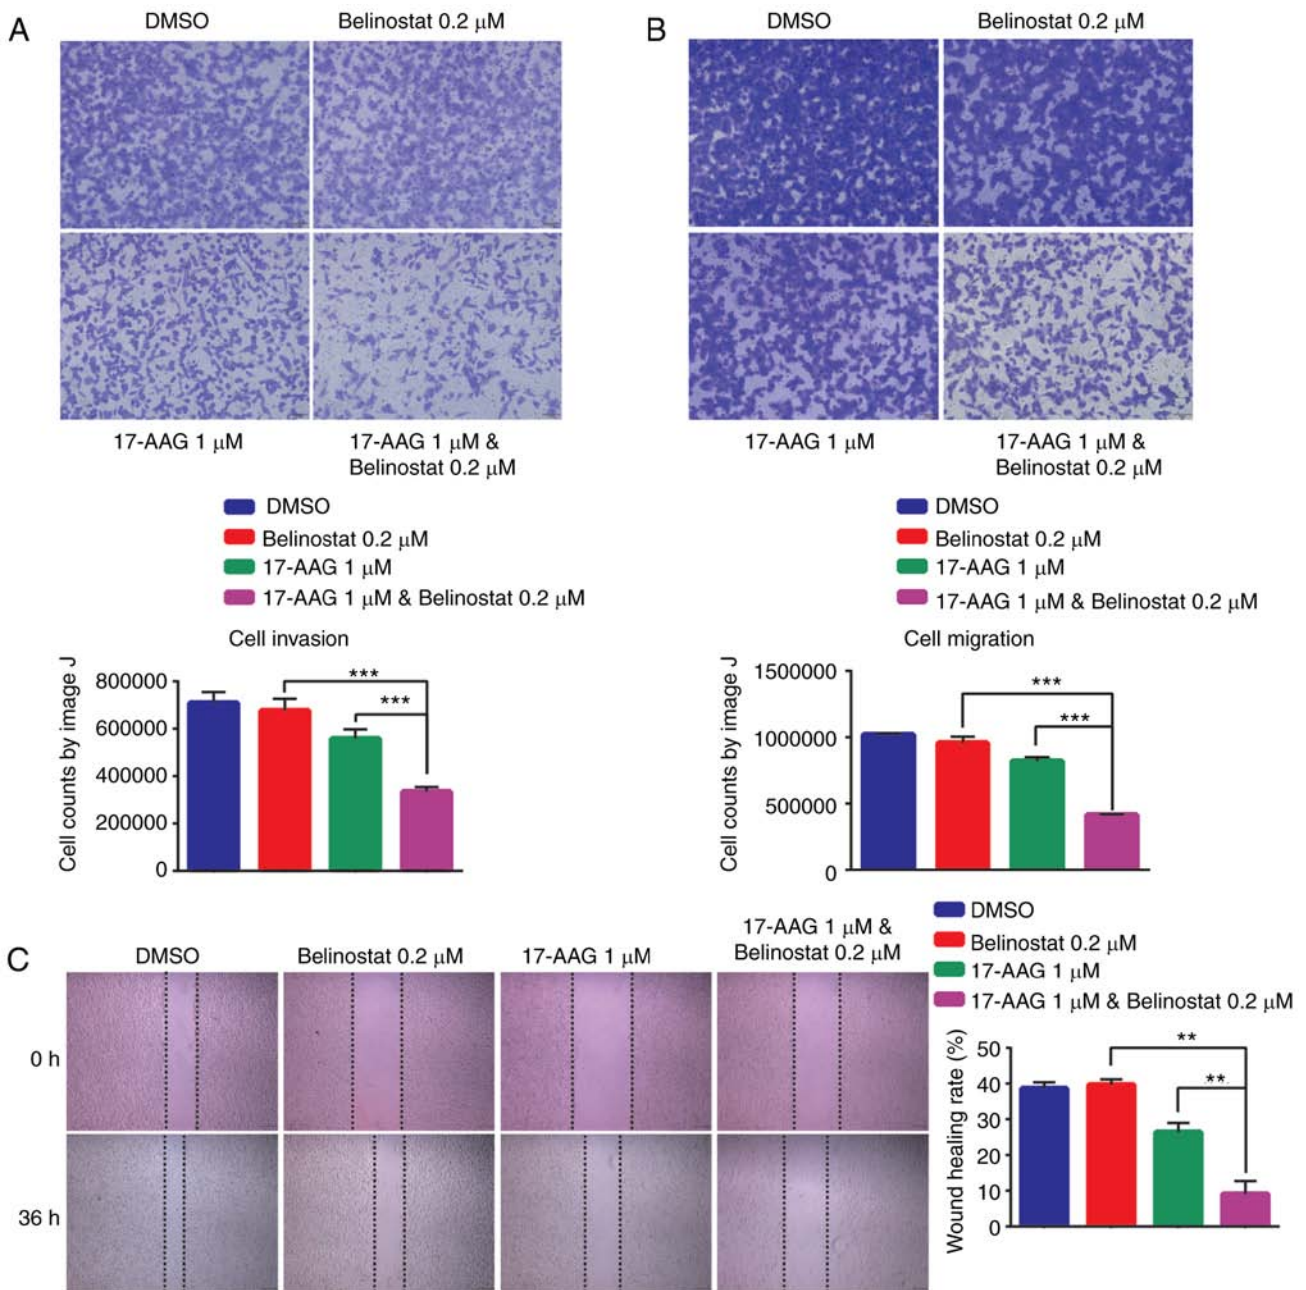 A
DMSO
Belinostat 0.2 μM
17-AAG 1 μM
17-AAG 1 μM &
Belinostat 0.2 μM
DMSO
Belinostat 0.2 μM
17-AAG 1 μM
17-AAG 1 μM & Belinostat 0.2 μM
Cell invasion
Cell counts by image J
800000
600000
400000
200000
0
***
***
B
DMSO
Belinostat 0.2 μM
17-AAG 1 μM
17-AAG 1 μM &
Belinostat 0.2 μM
DMSO
Belinostat 0.2 μM
17-AAG 1 μM
17-AAG 1 μM & Belinostat 0.2 μM
Cell migration
Cell counts by image J
1500000
1000000
500000
0
***
***
C
DMSO
Belinostat 0.2 μM
17-AAG 1 μM
17-AAG 1 μM &
Belinostat 0.2 μM
0 h
36 h
DMSO
Belinostat 0.2 μM
17-AAG 1 μM
17-AAG 1 μM & Belinostat 0.2 μM
Wound healing rate (%)
50
40
30
20
10
0
**
**